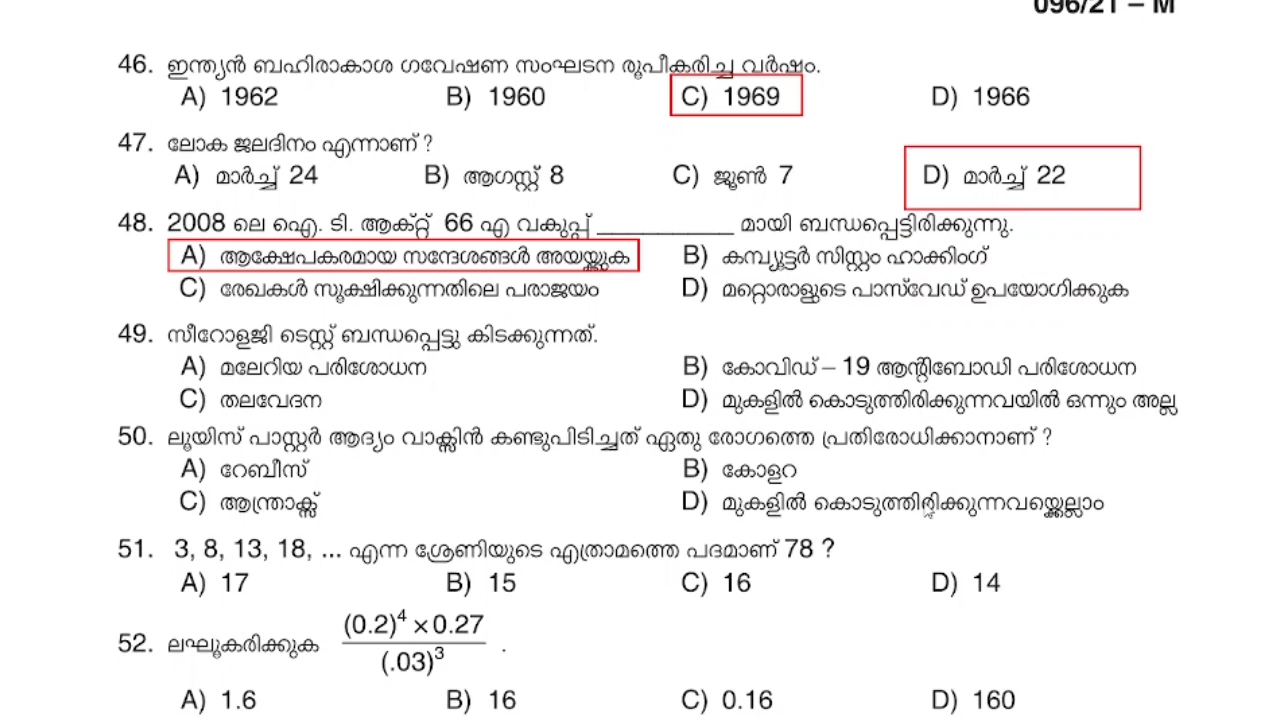 096/21 – M
46. ഇന്ത്യൻ ബഹിരാകാശ ഗവേഷണ സംഘടന രൂപീകരിച്ച വർഷം.
A) 1962 B) 1960 C) 1969 D) 1966
47. ലോക ജലദിനം എന്നാണ് ?
A) മാർച്ച് 24 B) ആഗസ്റ്റ് 8 C) ജൂൺ 7 D) മാർച്ച് 22
48. 2008 ലെ ഐ. ടി. ആക്റ്റ് 66 എ വകുപ്പ് __________ മായി ബന്ധപ്പെട്ടിരിക്കുന്നു.
A) ആക്ഷേപകരമായ സന്ദേശങ്ങൾ അയയ്ക്കുക B) കമ്പ്യൂട്ടർ സിസ്റ്റം ഹാക്കിംഗ്
C) രേഖകൾ സൂക്ഷിക്കുന്നതിലെ പരാജയം D) മറ്റൊരാളുടെ പാസ്‌വേഡ് ഉപയോഗിക്കുക
49. സീറോളജി ടെസ്റ്റ് ബന്ധപ്പെട്ടു കിടക്കുന്നത്.
A) മലേറിയ പരിശോധന B) കോവിഡ് – 19 ആന്റിബോഡി പരിശോധന
C) തലവേദന D) മുകളിൽ കൊടുത്തിരിക്കുന്നവയിൽ ഒന്നും അല്ല
50. ലൂയിസ് പാസ്റ്റർ ആദ്യം വാക്സിൻ കണ്ടുപിടിച്ചത് ഏതു രോഗത്തെ പ്രതിരോധിക്കാനാണ് ?
A) റേബീസ് B) കോളറ
C) ആന്ത്രാക്സ് D) മുകളിൽ കൊടുത്തിരിക്കുന്നവയ്ക്കെല്ലാം
51. 3, 8, 13, 18, ... എന്ന ശ്രേണിയുടെ എത്രാമത്തെ പദമാണ് 78 ?
A) 17 B) 15 C) 16 D) 14
52. ലഘൂകരിക്കുക (0.2)⁴ × 0.27 / (.03)³ .
A) 1.6 B) 16 C) 0.16 D) 160